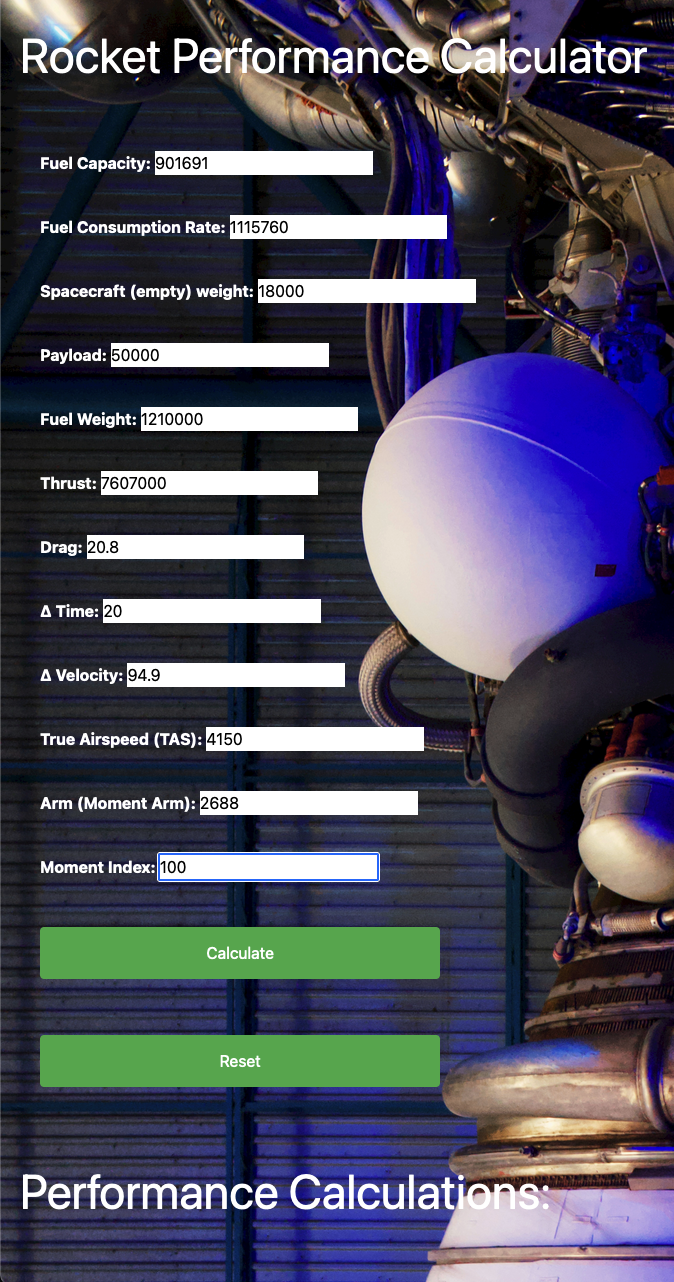 Rocket Performance Calculator
Fuel Capacity: 901691
Fuel Consumption Rate: 1115760
Spacecraft (empty) weight: 18000
Payload: 50000
Fuel Weight: 1210000
Thrust: 7607000
Drag: 20.8
Δ Time: 20
Δ Velocity: 94.9
True Airspeed (TAS): 4150
Arm (Moment Arm): 2688
Moment Index: 100
Calculate
Reset
Performance Calculations: